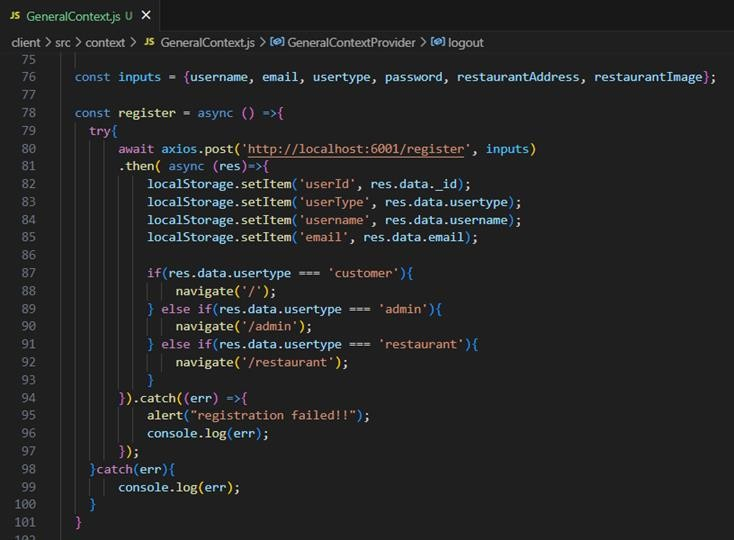 JS GeneralContext.js U ×
client > src > context > JS GeneralContext.js > GeneralContextProvider > logout
75
76 const inputs = {username, email, usertype, password, restaurantAddress, restaurantImage};
77
78 const register = async () =>{
79 try{
80 await axios.post('http://localhost:6001/register', inputs)
81 .then( async (res)=>{
82 localStorage.setItem('userId', res.data._id);
83 localStorage.setItem('userType', res.data.usertype);
84 localStorage.setItem('username', res.data.username);
85 localStorage.setItem('email', res.data.email);
86
87 if(res.data.usertype === 'customer'){
88 navigate('/');
89 } else if(res.data.usertype === 'admin'){
90 navigate('/admin');
91 } else if(res.data.usertype === 'restaurant'){
92 navigate('/restaurant');
93 }
94 }).catch((err) =>{
95 alert("registration failed!!");
96 console.log(err);
97 });
98 }catch(err){
99 console.log(err);
100 }
101 }
102